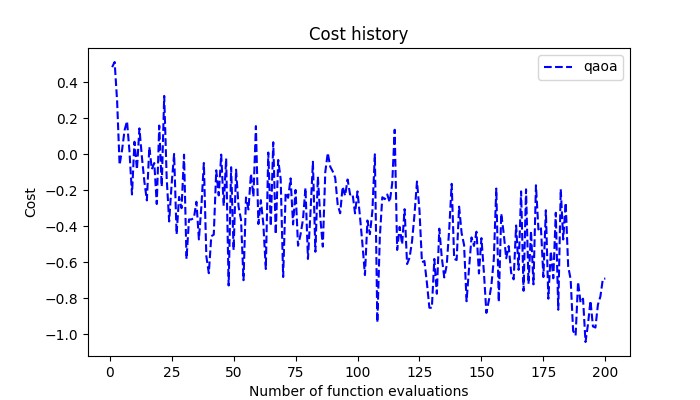 Cost history
qaoa
Cost
0.4
0.2
0.0
−0.2
−0.4
−0.6
−0.8
−1.0
0 25 50 75 100 125 150 175 200
Number of function evaluations